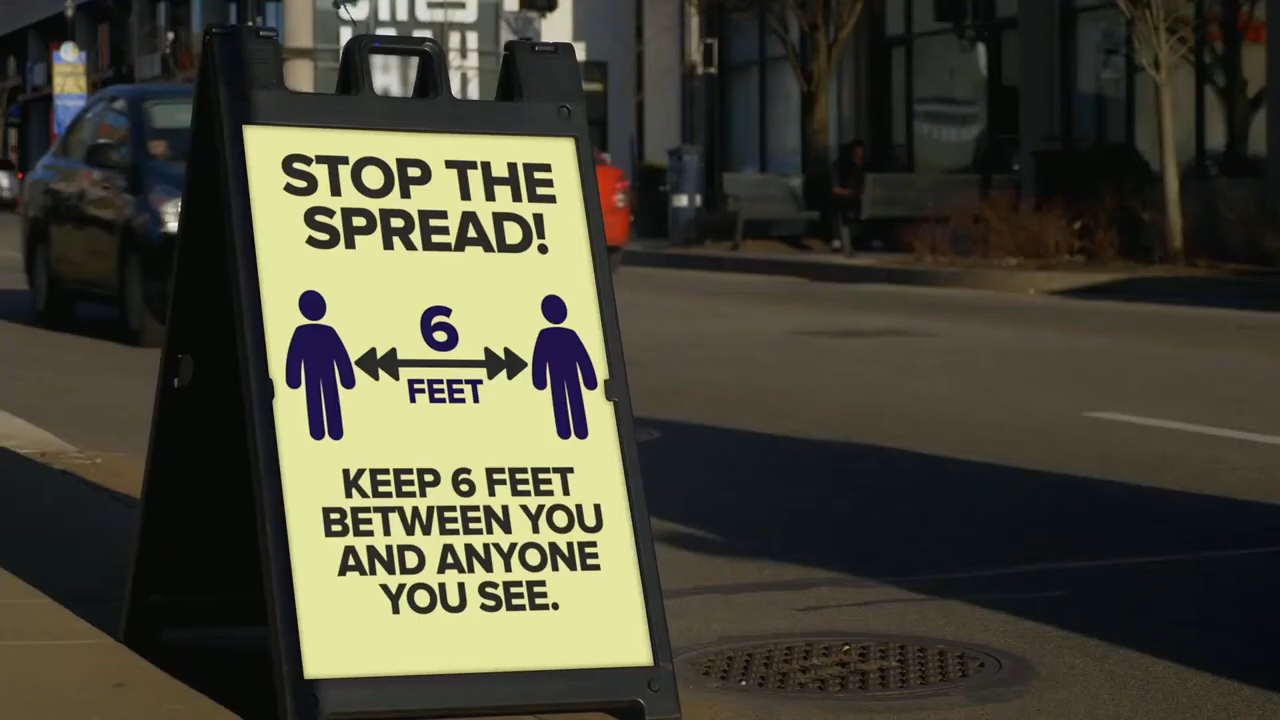 STOP THE
SPREAD!
6
FEET
KEEP 6 FEET
BETWEEN YOU
AND ANYONE
YOU SEE.